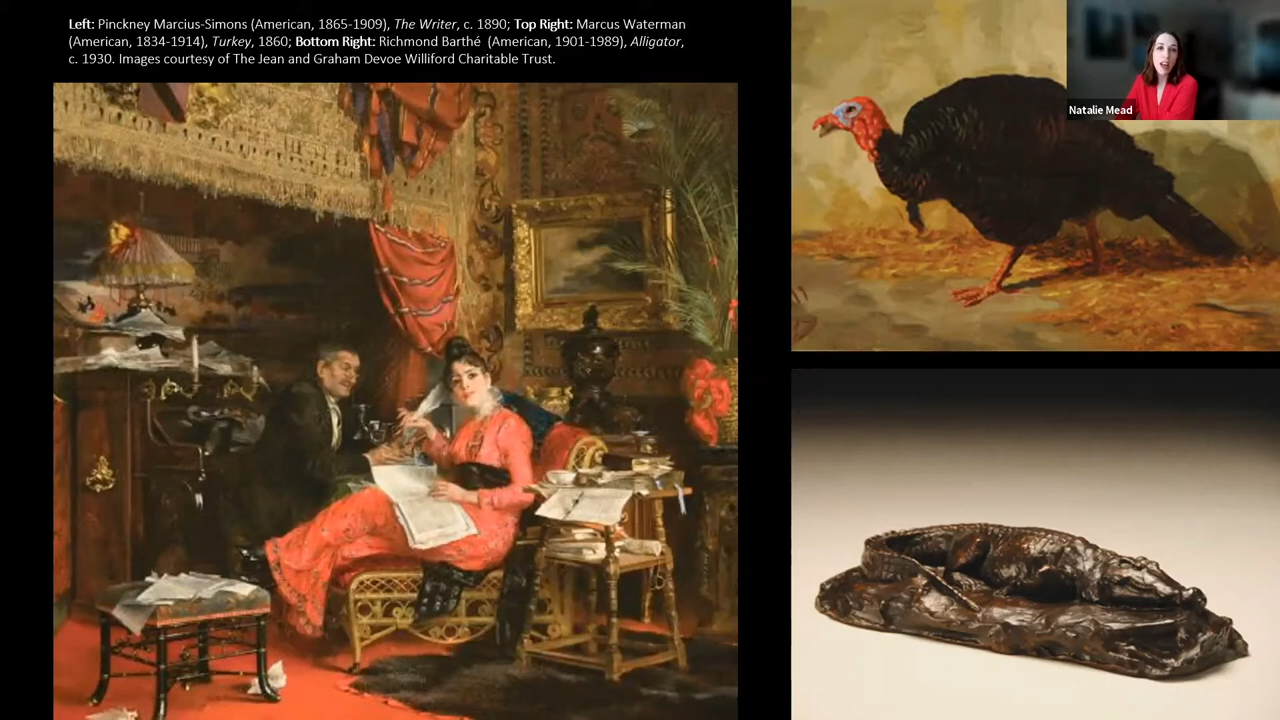 Left: Pinckney Marcius-Simons (American, 1865-1909), The Writer, c. 1890; Top Right: Marcus Waterman
(American, 1834-1914), Turkey, 1860; Bottom Right: Richmond Barthé (American, 1901-1989), Alligator,
c. 1930. Images courtesy of The Jean and Graham Devoe Williford Charitable Trust.
Natalie Mead